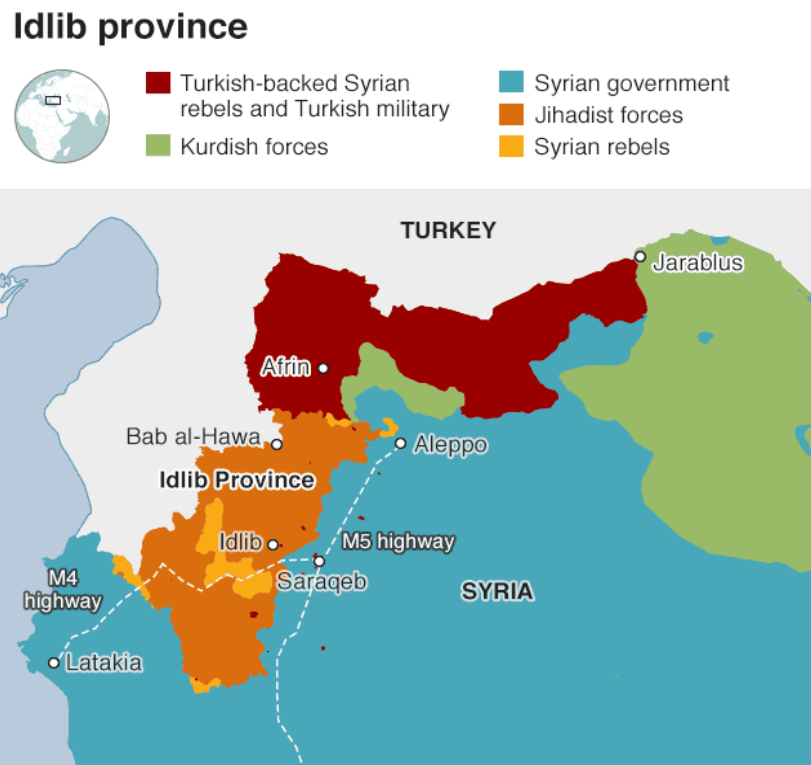 Idlib province
Turkish-backed Syrian
rebels and Turkish military
Kurdish forces
Syrian government
Jihadist forces
Syrian rebels
TURKEY
Jarablus
Afrin
Bab al-Hawa
Aleppo
Idlib Province
Idlib
M5 highway
Saraqeb
M4
highway
SYRIA
Latakia